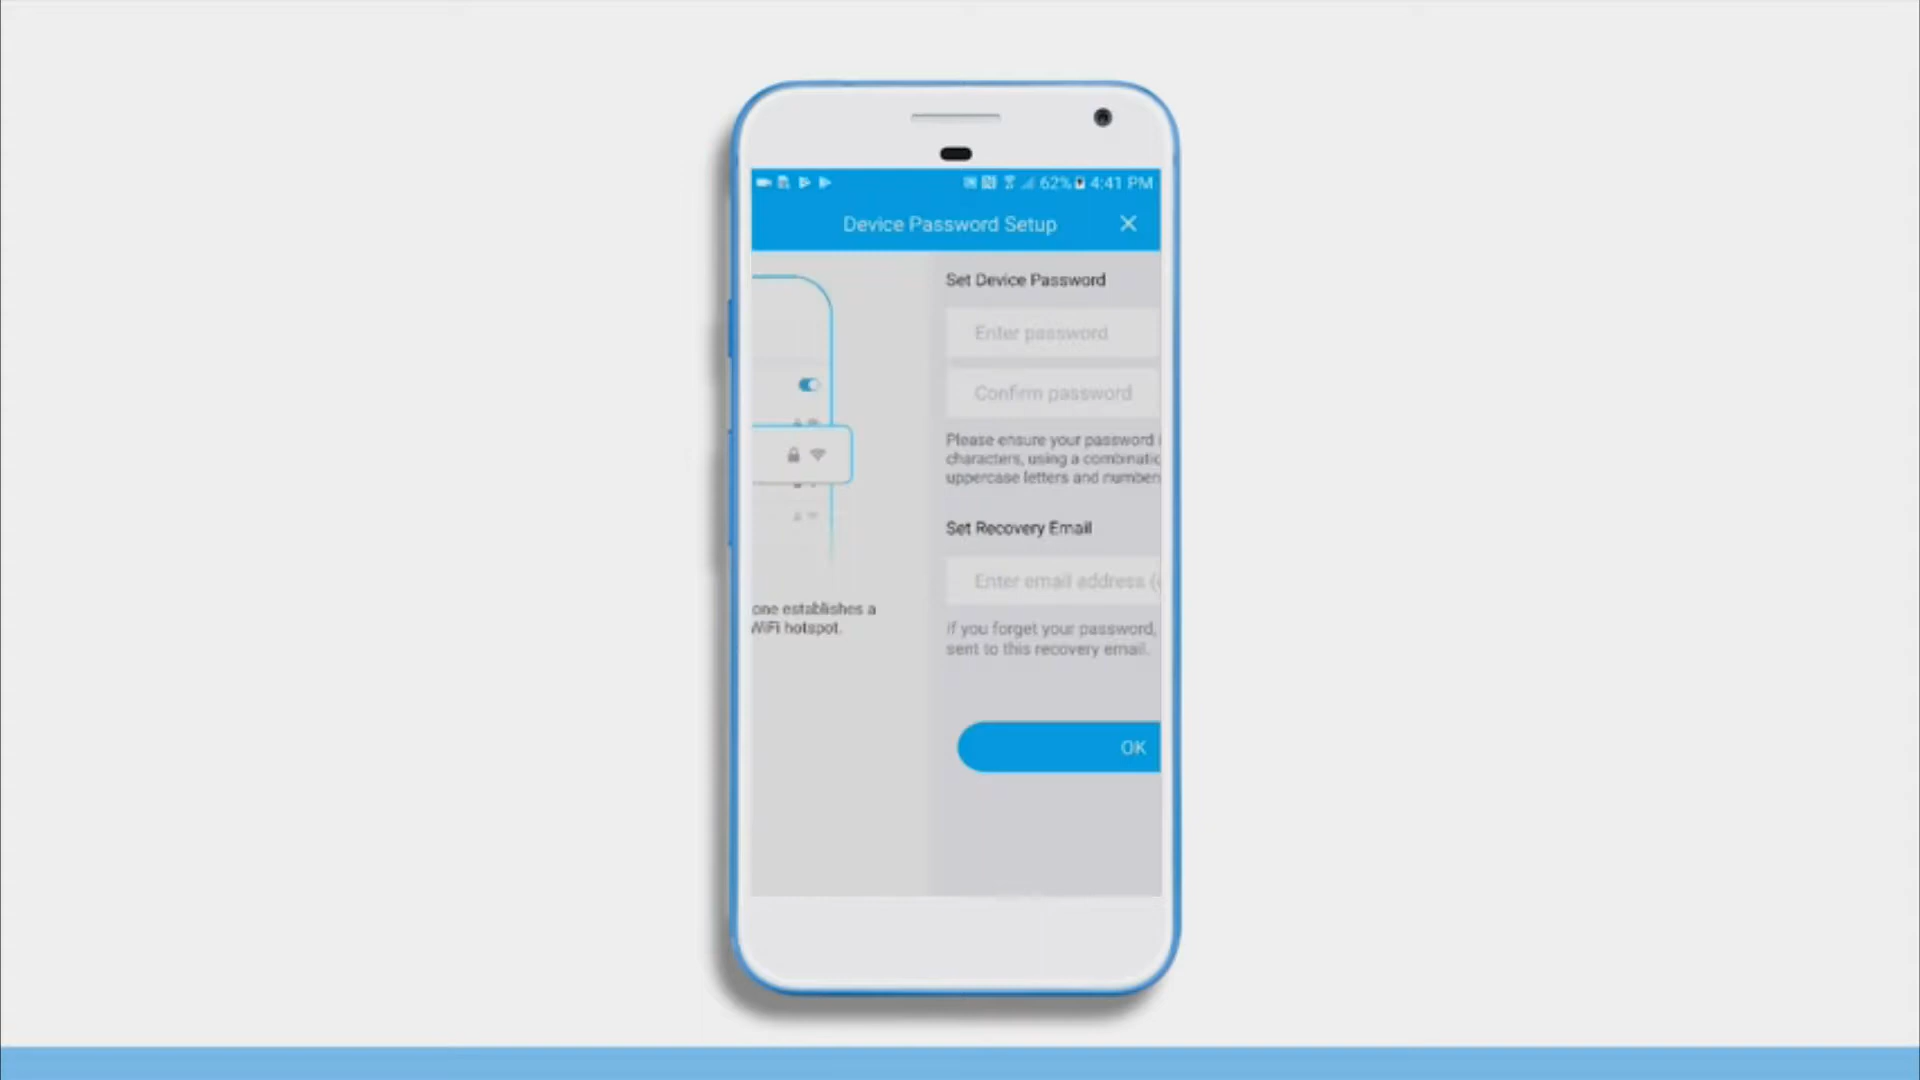 62% 4:41 PM
Device Password Setup
Set Device Password
Enter password
Confirm password
Please ensure your password
characters, using a
uppercase letters and
Set Recovery Email
Enter email address
one establishes a
WiFi hotspot.
If you forget your password,
sent to this recovery email.
OK